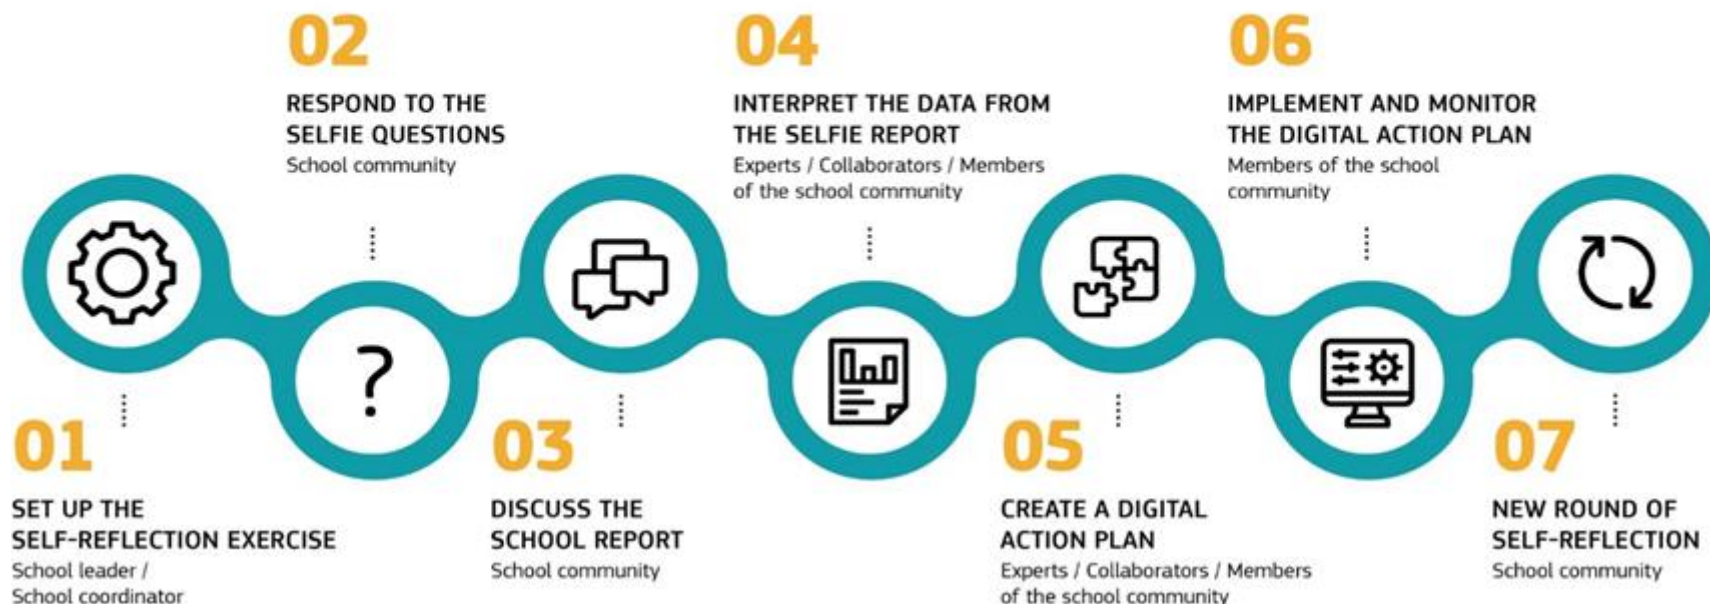 01
SET UP THE
SELF-REFLECTION EXERCISE
School leader /
School coordinator
02
RESPOND TO THE
SELFIE QUESTIONS
School community
?
03
DISCUSS THE
SCHOOL REPORT
School community
04
INTERPRET THE DATA FROM
THE SELFIE REPORT
Experts / Collaborators / Members
of the school community
05
CREATE A DIGITAL
ACTION PLAN
Experts / Collaborators / Members
of the school community
06
IMPLEMENT AND MONITOR
THE DIGITAL ACTION PLAN
Members of the school
community
07
NEW ROUND OF
SELF-REFLECTION
School community